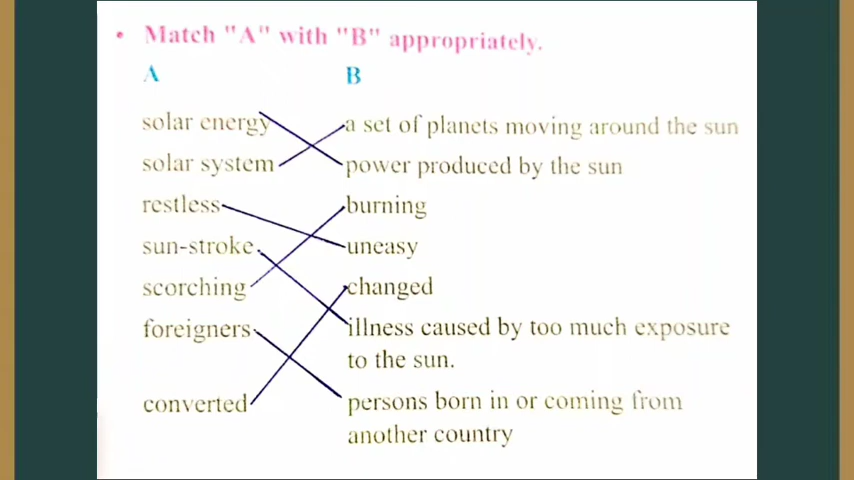 • Match "A" with "B" appropriately.
A B
solar energy a set of planets moving around the sun
solar system power produced by the sun
restless burning
sun-stroke uneasy
scorching changed
foreigners illness caused by too much exposure
to the sun.
converted persons born in or coming from
another country